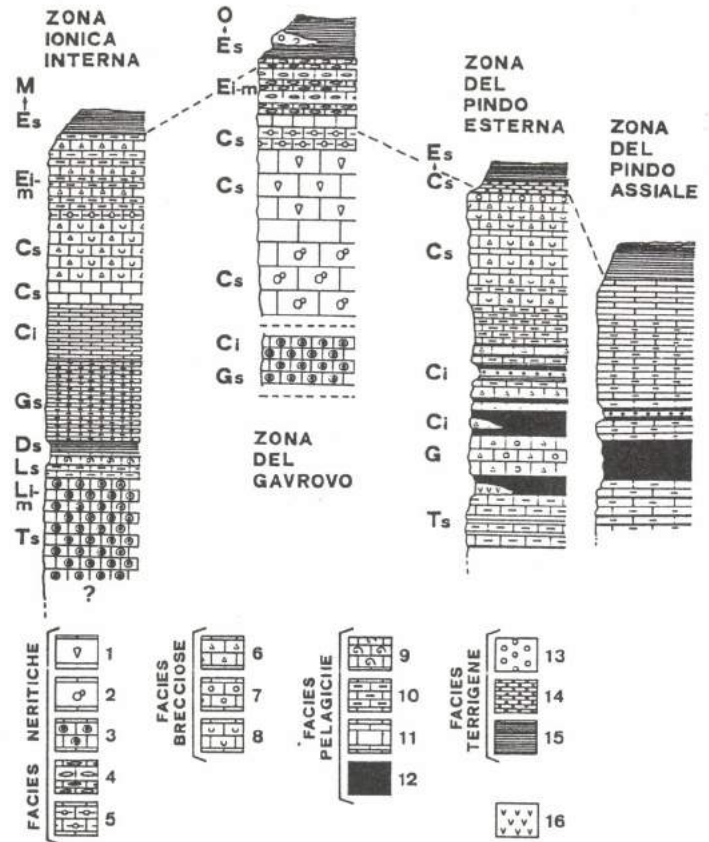 ZONA
IONICA
INTERNA
M
Es
Ei-
m
Cs
Cs
Ci
Gs
Ds
Ls
Li-
m
Ts
?
O
Es
Ei-m
Cs
Cs
Cs
Ci
Gs
ZONA
DEL
GAVROVO
ZONA
DEL
PINDO
ESTERNA
Es
Cs
Cs
Ci
Ci
G
Ts
ZONA
DEL
PINDO
ASSIALE
FACIES NERITICHE
1
2
3
4
5
FACIES
BRECCIOSE
6
7
8
FACIES
PELAGICHE
9
10
11
12
FACIES
TERRIGENE
13
14
15
16